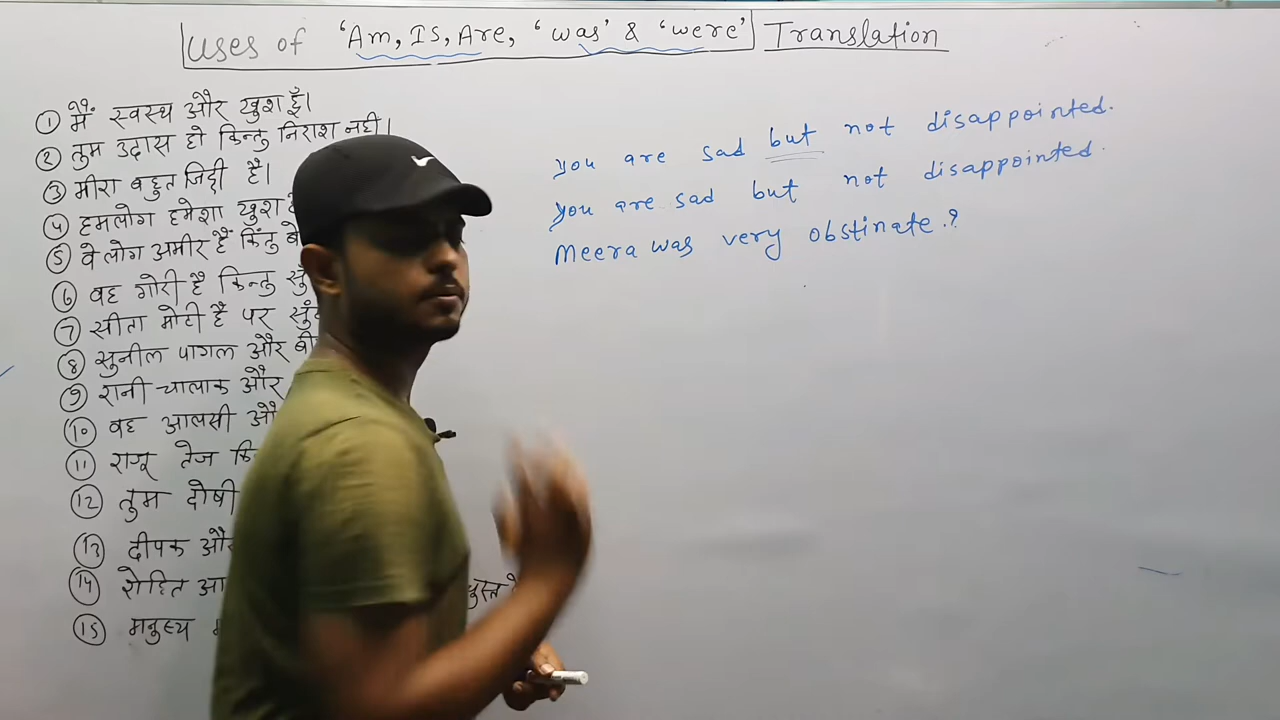 Uses of 'Am, Is, Are, 'was' & 'were' Translation
① मैं स्वस्थ और खुश हूँ।
② तुम उदास हो किन्तु निराश नहीं।
③ मीरा बहुत जिद्दी है।
④ हमलोग हमेशा खुश
⑤ वे लोग अमीर हैं किंतु
⑥ वह गोरी है किन्तु
⑦ सीता मोटी है पर
⑧ सुनील पागल और
⑨ रानी चालाक और
⑩ वह आलसी
⑪ राजू तेज
⑫ तुम दोषी
⑬ दीपक और
⑭ रोहित
⑮ मनुस्य
You are sad but not disappointed.
You are sad but not disappointed.
Meera was very obstinate.?